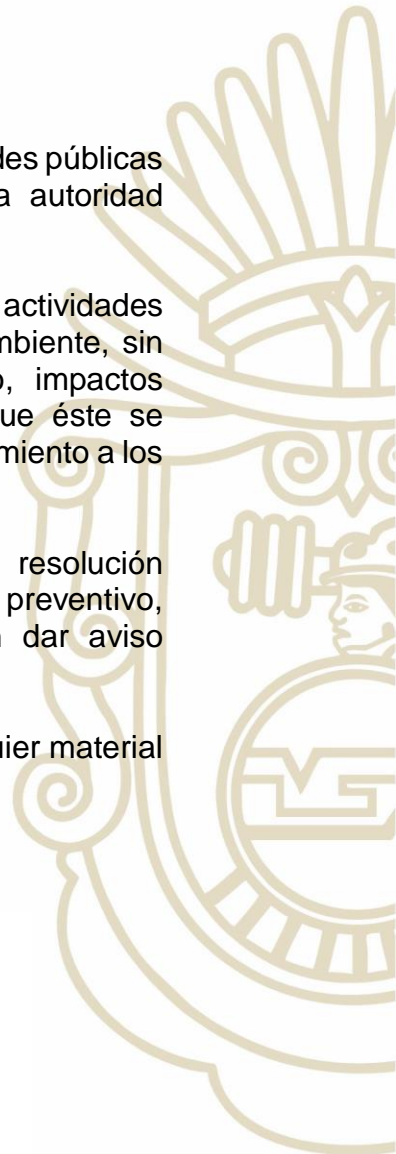 des públicas
a autoridad
actividades
mbiente, sin
o, impactos
ue éste se
miento a los
resolución
preventivo,
n dar aviso
uier material